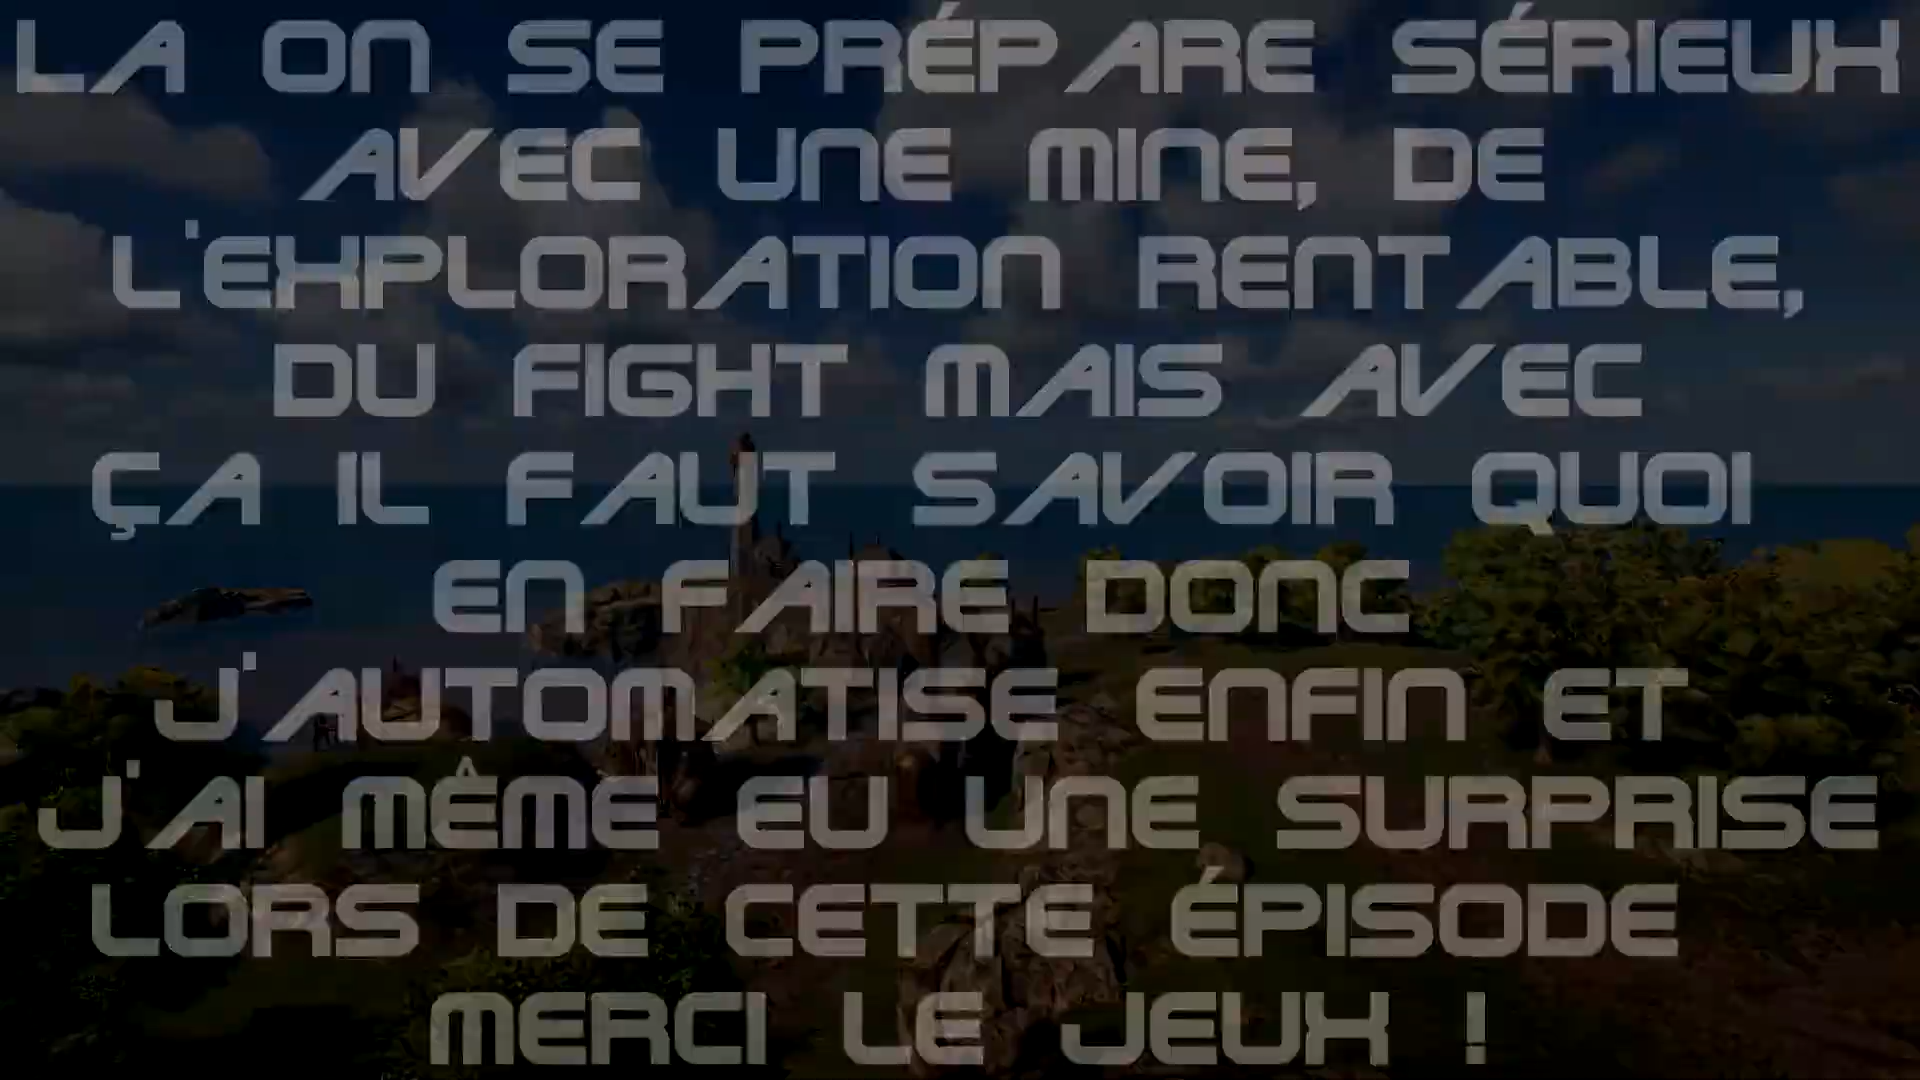 LA ON SE PRÉPARE SÉRIEUX
AVEC UNE MINE, DE
L'EXPLORATION RENTABLE,
DU FIGHT MAIS AVEC
ÇA IL FAUT SAVOIR QUOI
EN FAIRE DONC
J'AUTOMATISE ENFIN ET
J'AI MÊME EU UNE SURPRISE
LORS DE CETTE ÉPISODE
MERCI LE JEUX !